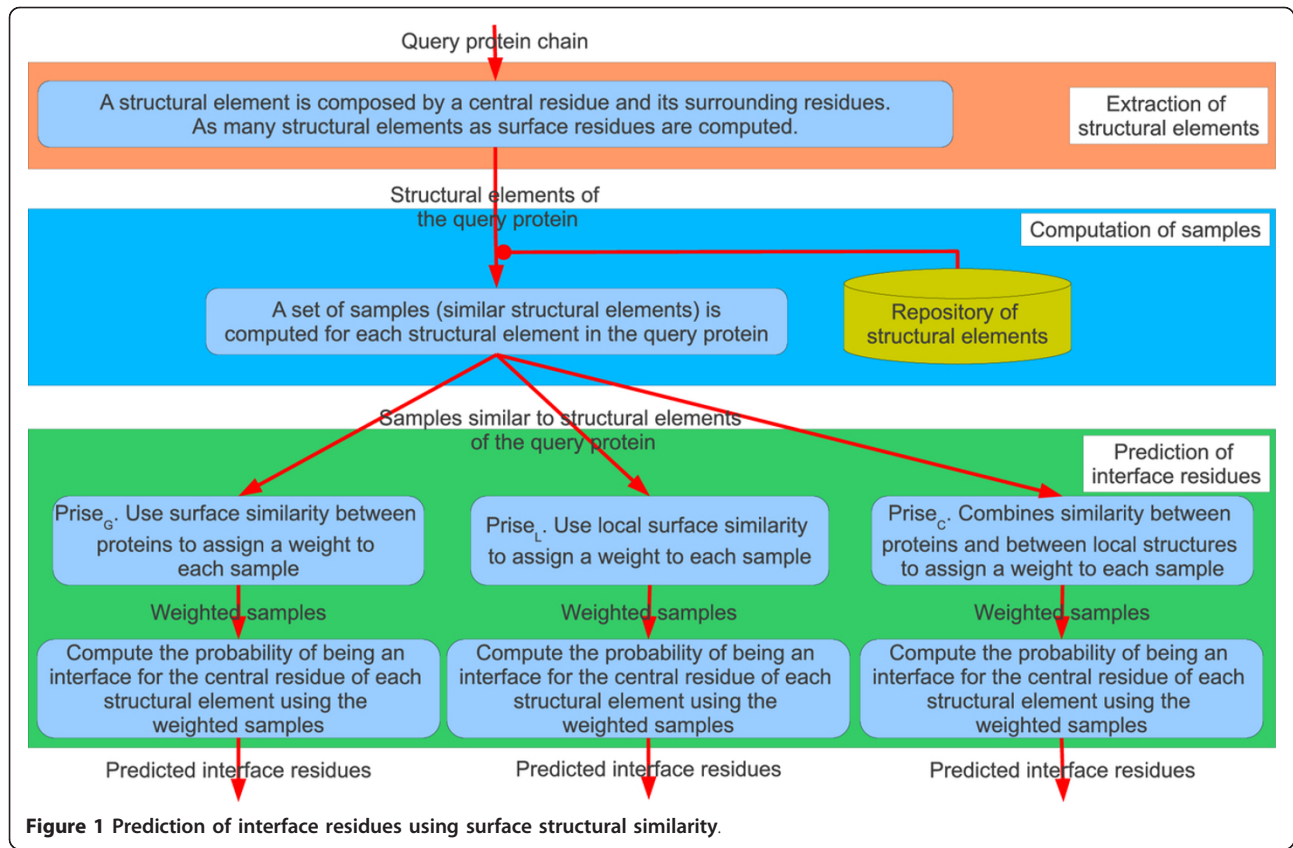 Query protein chain
A structural element is composed by a central residue and its surrounding residues.
As many structural elements as surface residues are computed.
Extraction of
structural elements
Structural elements of
the query protein
Computation of samples
A set of samples (similar structural elements) is
computed for each structural element in the query protein
Repository of
structural elements
Samples similar to structural elements
of the query protein
Prediction of
interface residues
Prise_G. Use surface similarity between
proteins to assign a weight to
each sample
Prise_L. Use local surface similarity
to assign a weight to each sample
Prise_C. Combines similarity between
proteins and between local structures
to assign a weight to each sample
Weighted samples
Weighted samples
Weighted samples
Compute the probability of being an
interface for the central residue of each
structural element using the
weighted samples
Compute the probability of being an
interface for the central residue of each
structural element using the
weighted samples
Compute the probability of being an
interface for the central residue of each
structural element using the
weighted samples
Predicted interface residues
Predicted interface residues
Predicted interface residues
Figure 1 Prediction of interface residues using surface structural similarity.